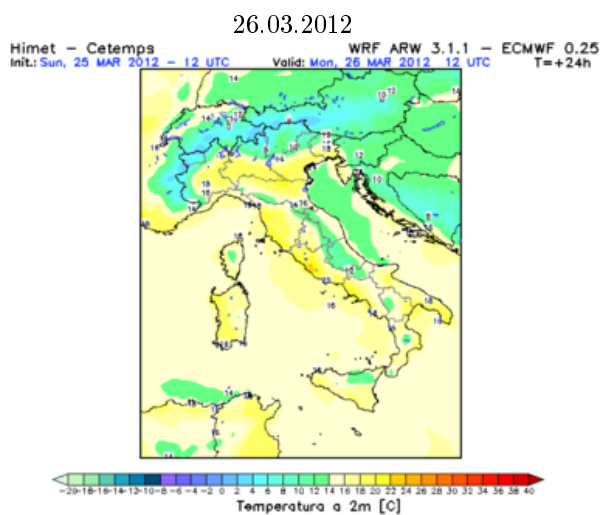 26.03.2012
Himet - Cetemps WRF ARW 3.1.1 - ECMWF 0.25
Init.: Sun, 25 MAR 2012 - 12 UTC Valid: Mon, 26 MAR 2012 12 UTC T=+24h
-20-18-16-14-12-10-8 -6 -4 -2 0 2 4 6 8 10 12 14 16 18 20 22 24 26 28 30 32 34 36 38 40
Temperatura a 2m [C]